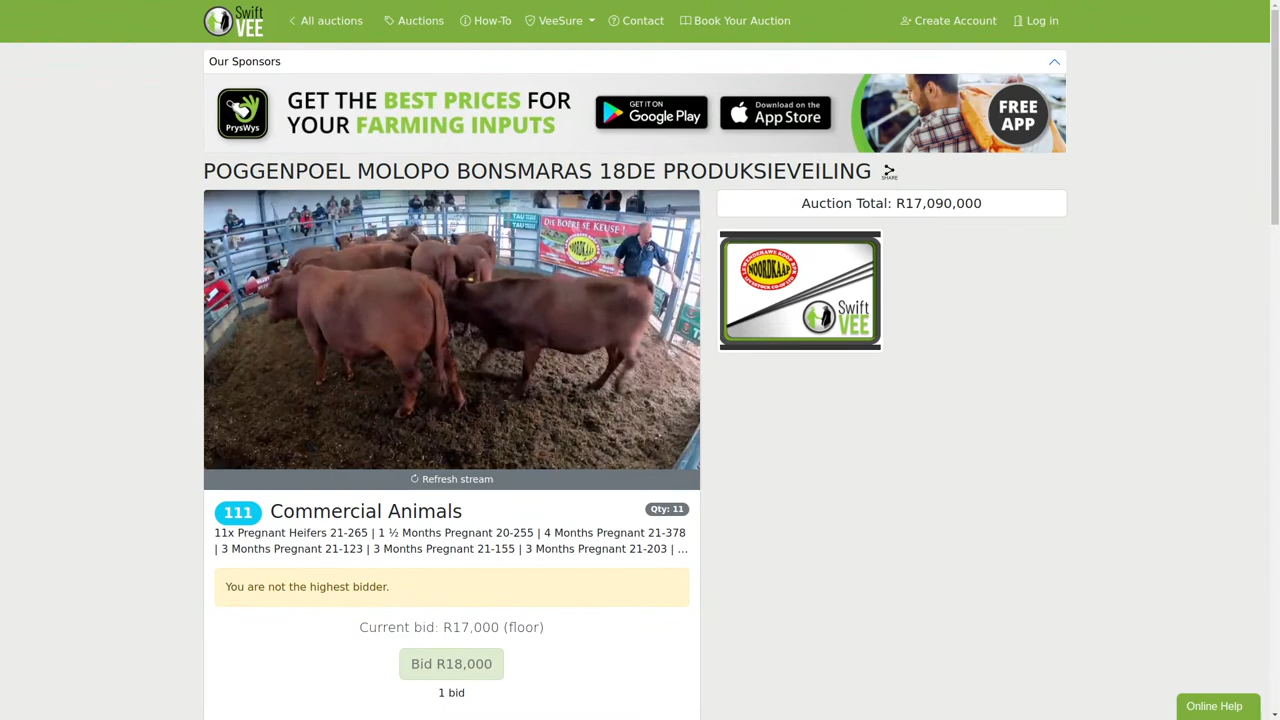 Swift VEE
All auctions
Auctions
How-To
VeeSure
Contact
Book Your Auction
Create Account
Log in
Our Sponsors
PrysWys
GET THE BEST PRICES FOR
YOUR FARMING INPUTS
GET IT ON
Google Play
Download on the
App Store
FREE
APP
POGGENPOEL MOLOPO BONSMARAS 18DE PRODUKSIEVEILING
SHARE
Auction Total: R17,090,000
TAU
TAU
DIE BOERE SE KEUSE!
NOORDKAAP
NOORDKAAP
Swift
VEE
Refresh stream
111 Commercial Animals
Qty: 11
11x Pregnant Heifers 21-265 | 1 ½ Months Pregnant 20-255 | 4 Months Pregnant 21-378
| 3 Months Pregnant 21-123 | 3 Months Pregnant 21-155 | 3 Months Pregnant 21-203 | ...
You are not the highest bidder.
Current bid: R17,000 (floor)
Bid R18,000
1 bid
Online Help